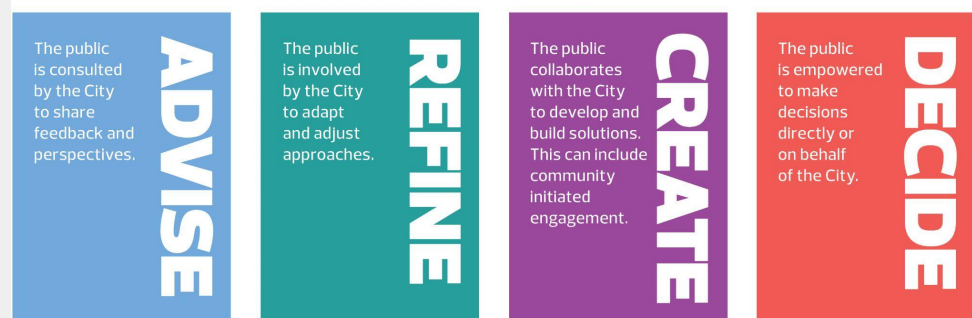 The public
is consulted
by the City
to share
feedback and
perspectives.
ADVISE
The public
is involved
by the City
to adapt
and adjust
approaches.
REFINE
The public
collaborates
with the City
to develop and
build solutions.
This can include
community
initiated
engagement.
CREATE
The public
is empowered
to make
decisions
directly or
on behalf
of the City.
DECIDE